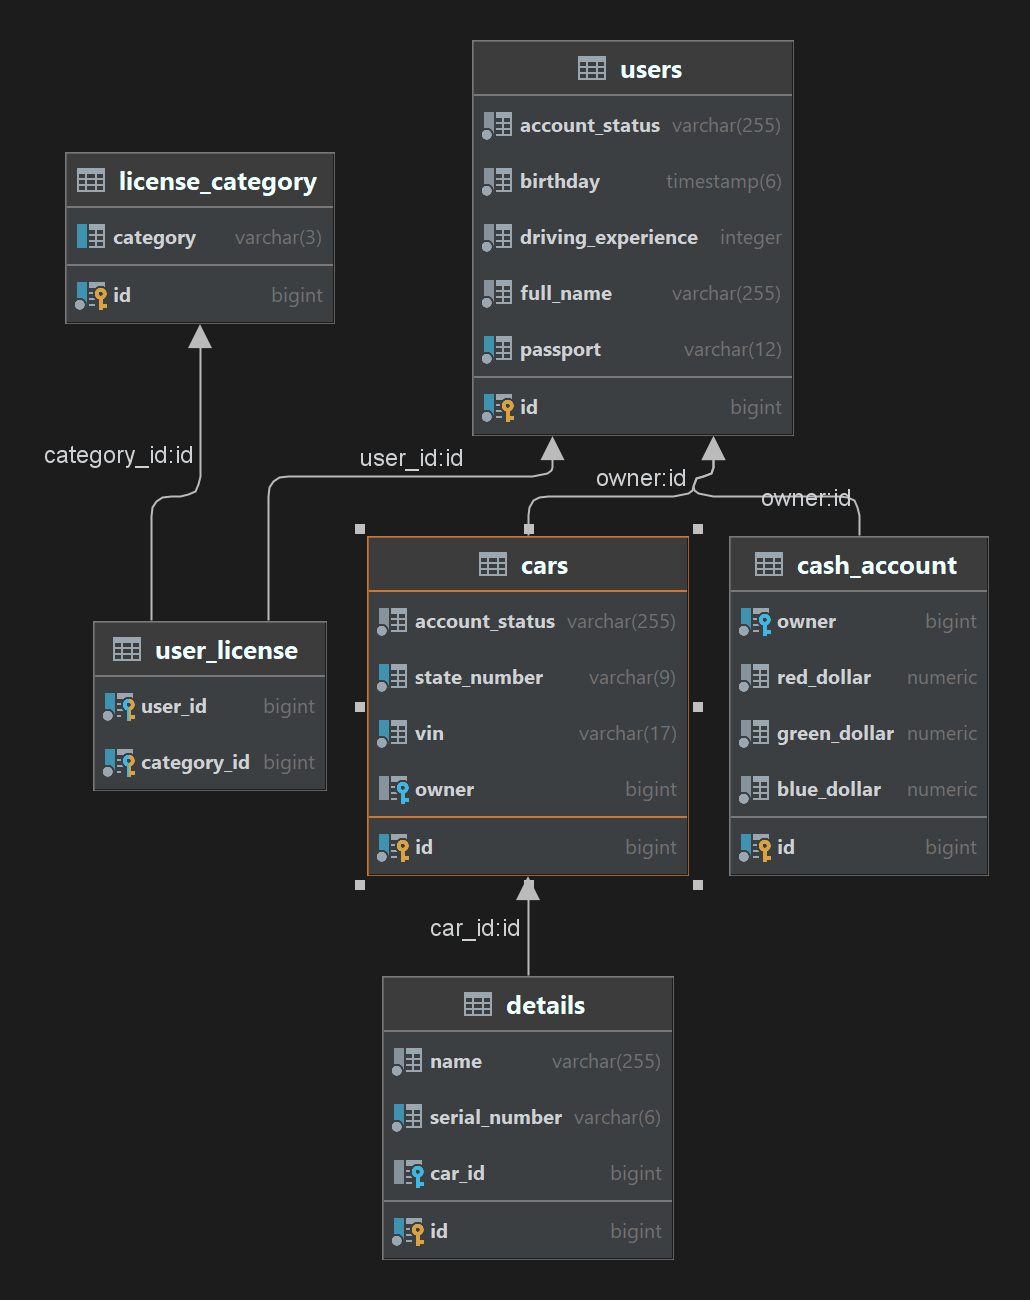 users
account_status varchar(255)
birthday timestamp(6)
driving_experience integer
full_name varchar(255)
passport varchar(12)
id bigint
license_category
category varchar(3)
id bigint
category_id:id
user_id:id
owner:id
owner:id
user_license
user_id bigint
category_id bigint
cars
account_status varchar(255)
state_number varchar(9)
vin varchar(17)
owner bigint
id bigint
cash_account
owner bigint
red_dollar numeric
green_dollar numeric
blue_dollar numeric
id bigint
car_id:id
details
name varchar(255)
serial_number varchar(6)
car_id bigint
id bigint